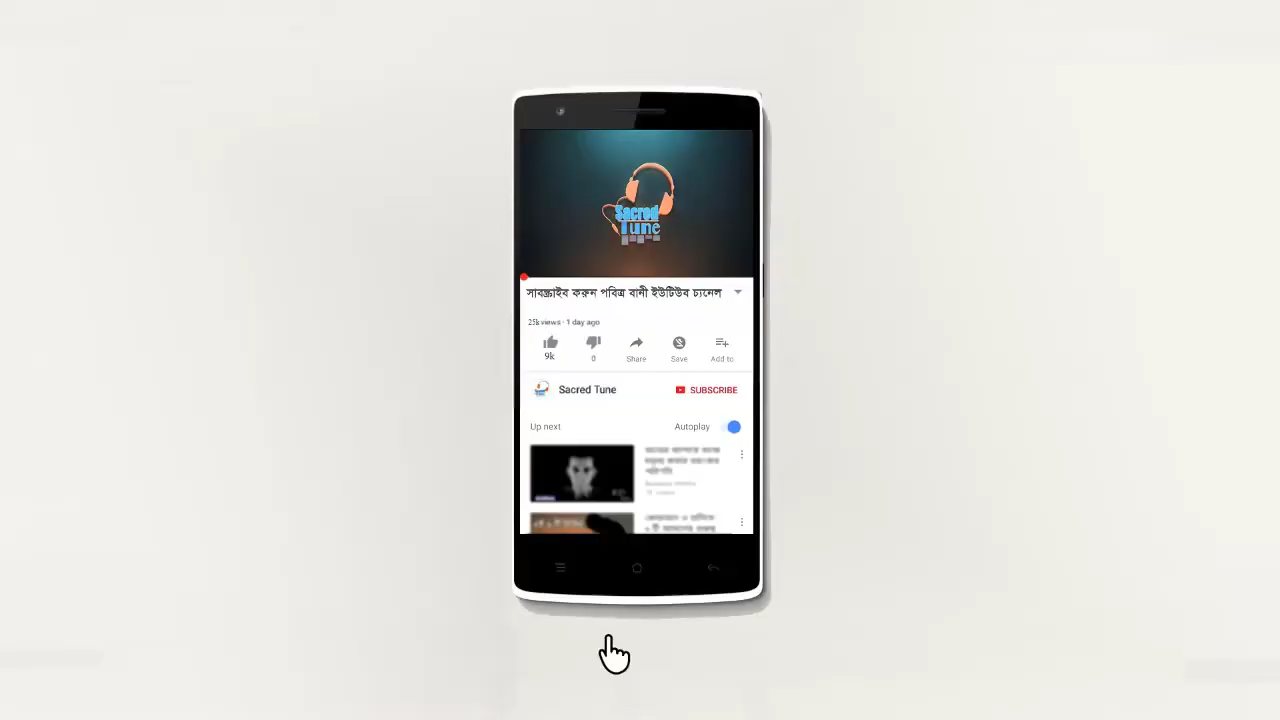 Sacred
Tune
সাবস্ক্রাইব করুন পবিত্র বানী ইউটিউব চ্যনেল
25k views · 1 day ago
9k
0
Share
Save
Add to
Sacred Tune
SUBSCRIBE
Up next
Autoplay